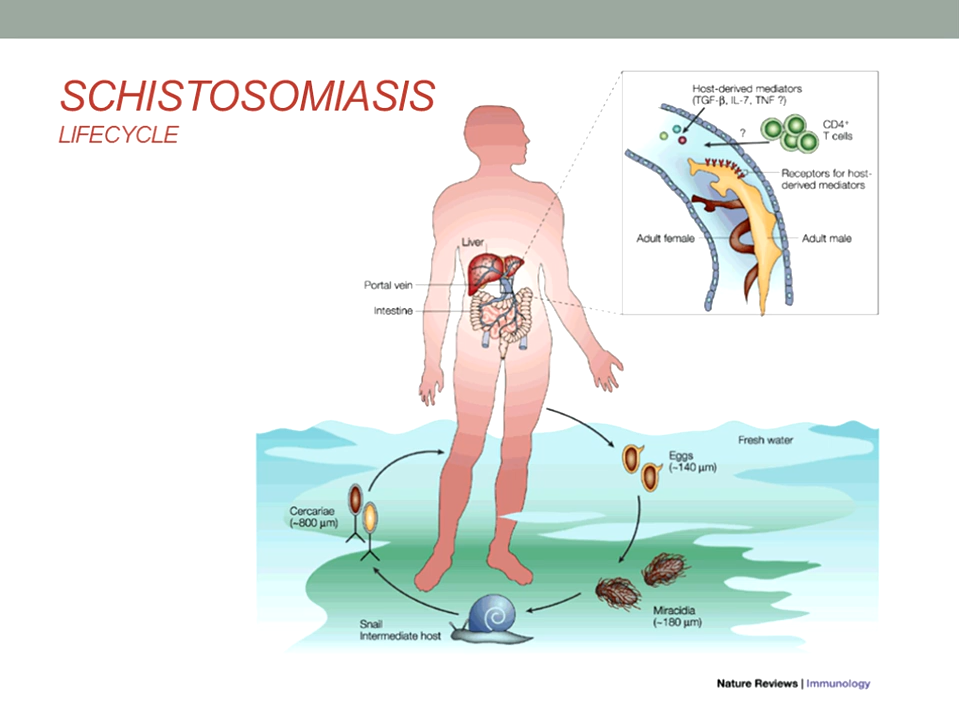 SCHISTOSOMIASIS
LIFECYCLE
Host-derived mediators
(TGF-β, IL-7, TNF ?)
?
CD4+
T cells
Receptors for host-
derived mediators
Adult female
Adult male
Liver
Portal vein
Intestine
Fresh water
Eggs
(~140 µm)
Cercariae
(~800 µm)
Miracidia
(~180 µm)
Snail
Intermediate host
Nature Reviews | Immunology